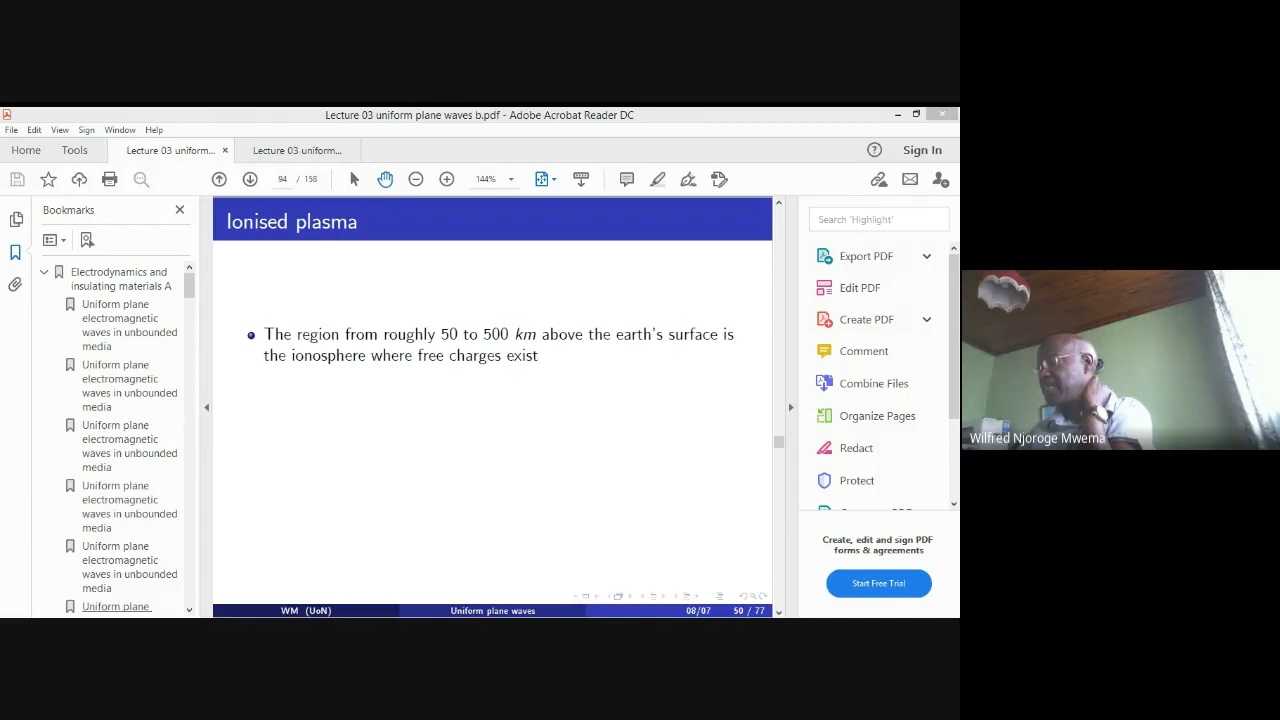 Lecture 03 uniform plane waves b.pdf - Adobe Acrobat Reader DC
File Edit View Sign Window Help
Home Tools Lecture 03 uniform... × Lecture 03 uniform... Sign In
94 / 158 144%
Bookmarks
Electrodynamics and
insulating materials A
Uniform plane
electromagnetic
waves in unbounded
media
Uniform plane
electromagnetic
waves in unbounded
media
Uniform plane
electromagnetic
waves in unbounded
media
Uniform plane
electromagnetic
waves in unbounded
media
Uniform plane
electromagnetic
waves in unbounded
media
Uniform plane
Ionised plasma
The region from roughly 50 to 500 km above the earth's surface is
the ionosphere where free charges exist
WM (UoN) Uniform plane waves 08/07 50 / 77
Search 'Highlight'
Export PDF
Edit PDF
Create PDF
Comment
Combine Files
Organize Pages
Redact
Protect
Create, edit and sign PDF
forms & agreements
Start Free Trial
Wilfred Njoroge Mwema